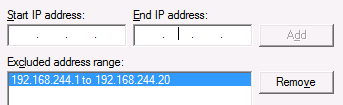 Start IP address: End IP address:
. . . . . . Add
Excluded address range:
192.168.244.1 to 192.168.244.20 Remove